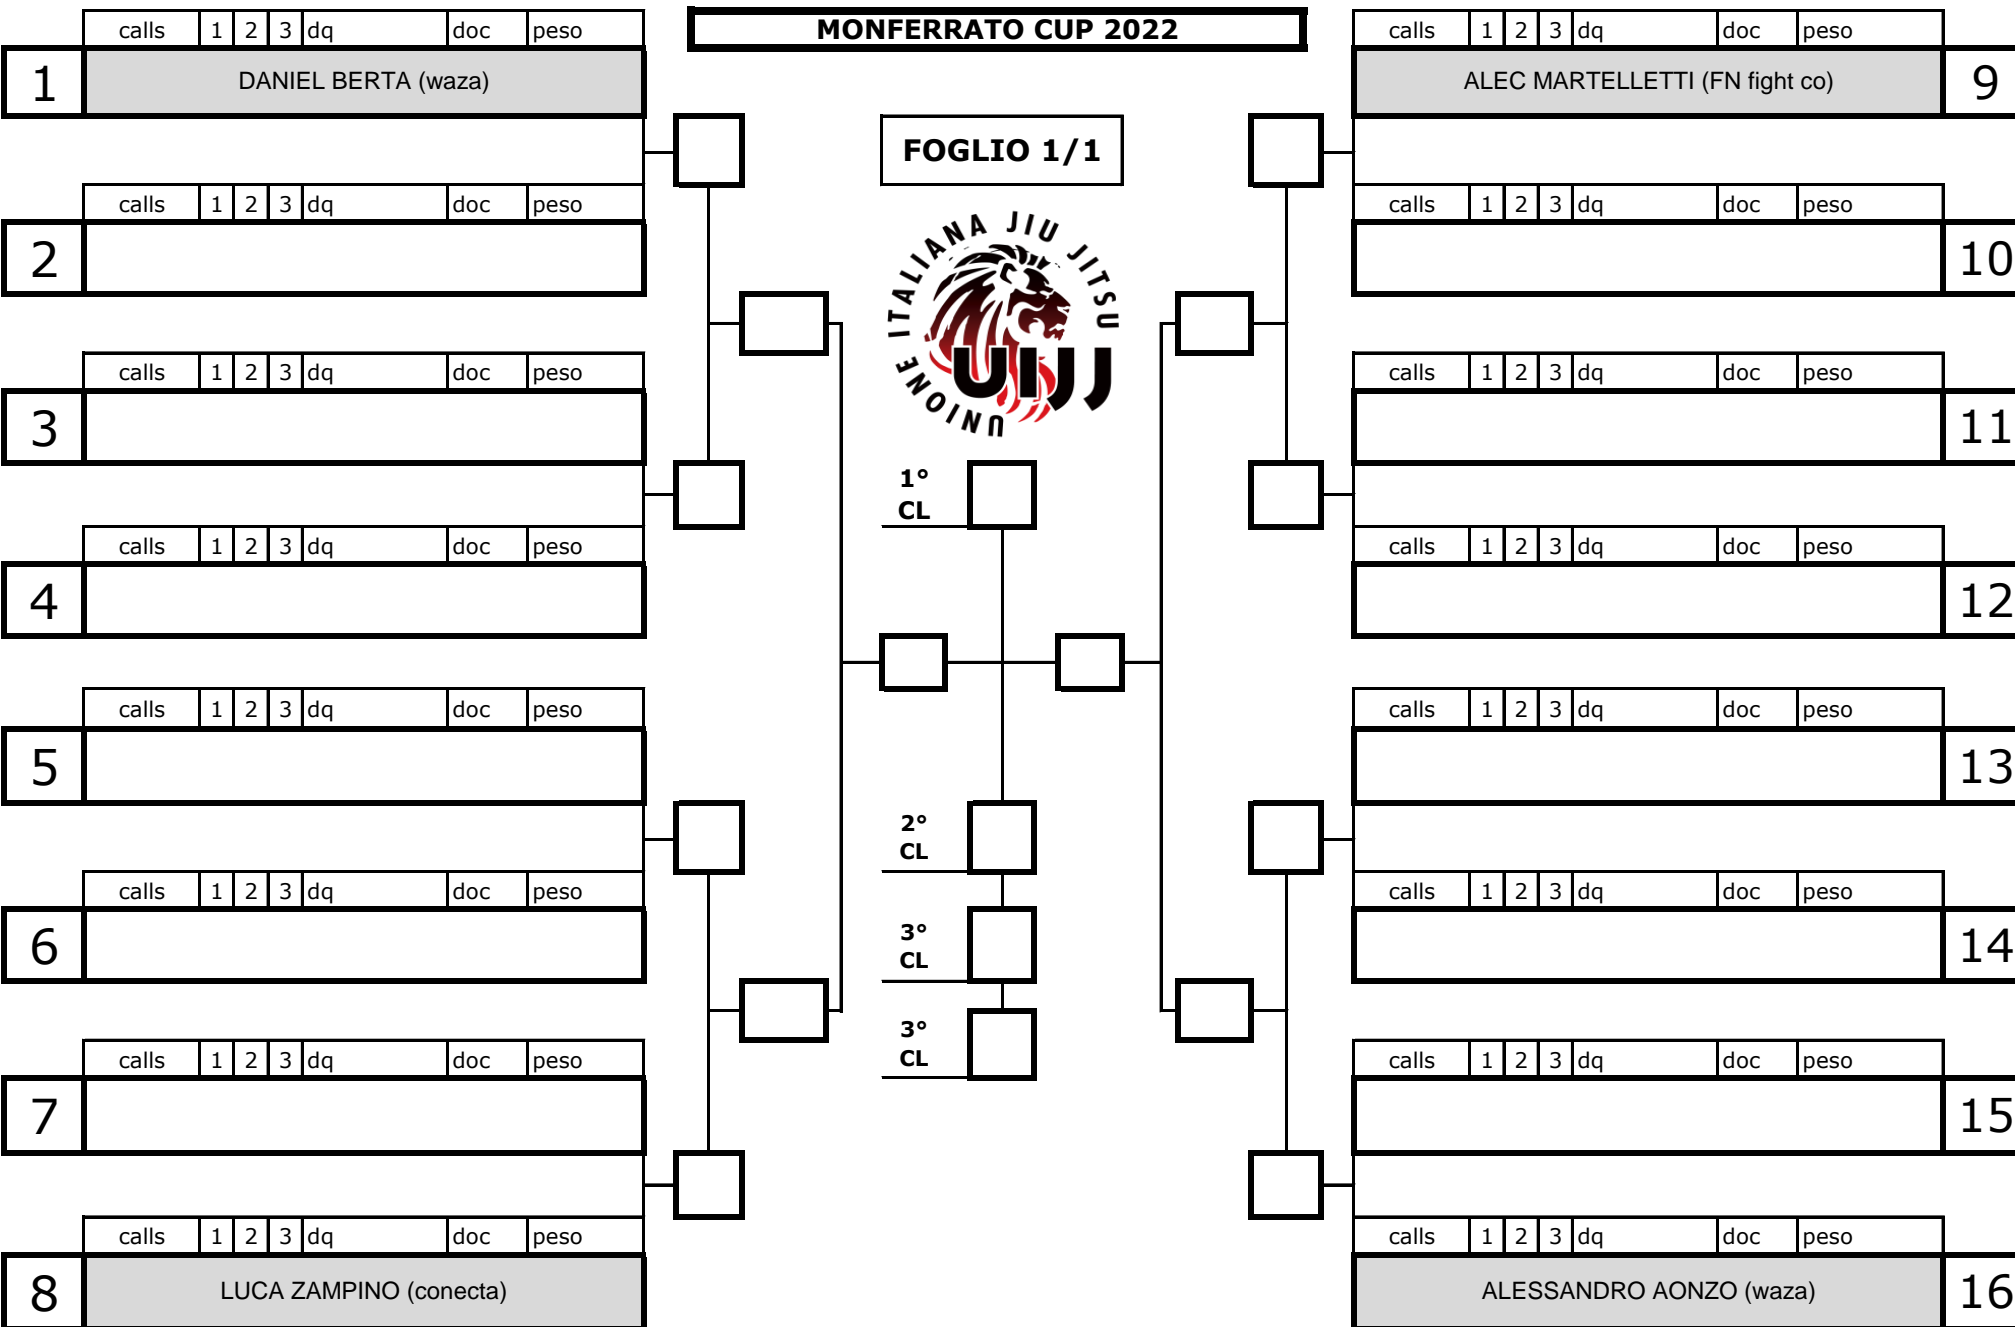 MONFERRATO CUP 2022
FOGLIO 1/1
UNIONE ITALIANA JIU JITSU
UIJJ
calls 1 2 3 dq doc peso
1 DANIEL BERTA (waza)
calls 1 2 3 dq doc peso
2
calls 1 2 3 dq doc peso
3
calls 1 2 3 dq doc peso
4
calls 1 2 3 dq doc peso
5
calls 1 2 3 dq doc peso
6
calls 1 2 3 dq doc peso
7
calls 1 2 3 dq doc peso
8 LUCA ZAMPINO (conecta)
1°
CL
2°
CL
3°
CL
3°
CL
calls 1 2 3 dq doc peso
ALEC MARTELLETTI (FN fight co) 9
calls 1 2 3 dq doc peso
10
calls 1 2 3 dq doc peso
11
calls 1 2 3 dq doc peso
12
calls 1 2 3 dq doc peso
13
calls 1 2 3 dq doc peso
14
calls 1 2 3 dq doc peso
15
calls 1 2 3 dq doc peso
ALESSANDRO AONZO (waza) 16